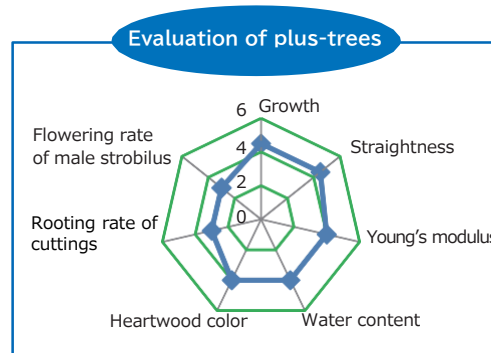 Evaluation of plus-trees
6
Growth
4
2
0
Flowering rate
of male strobilus
Straightness
Rooting rate of
cuttings
Young's modulus
Heartwood color
Water content